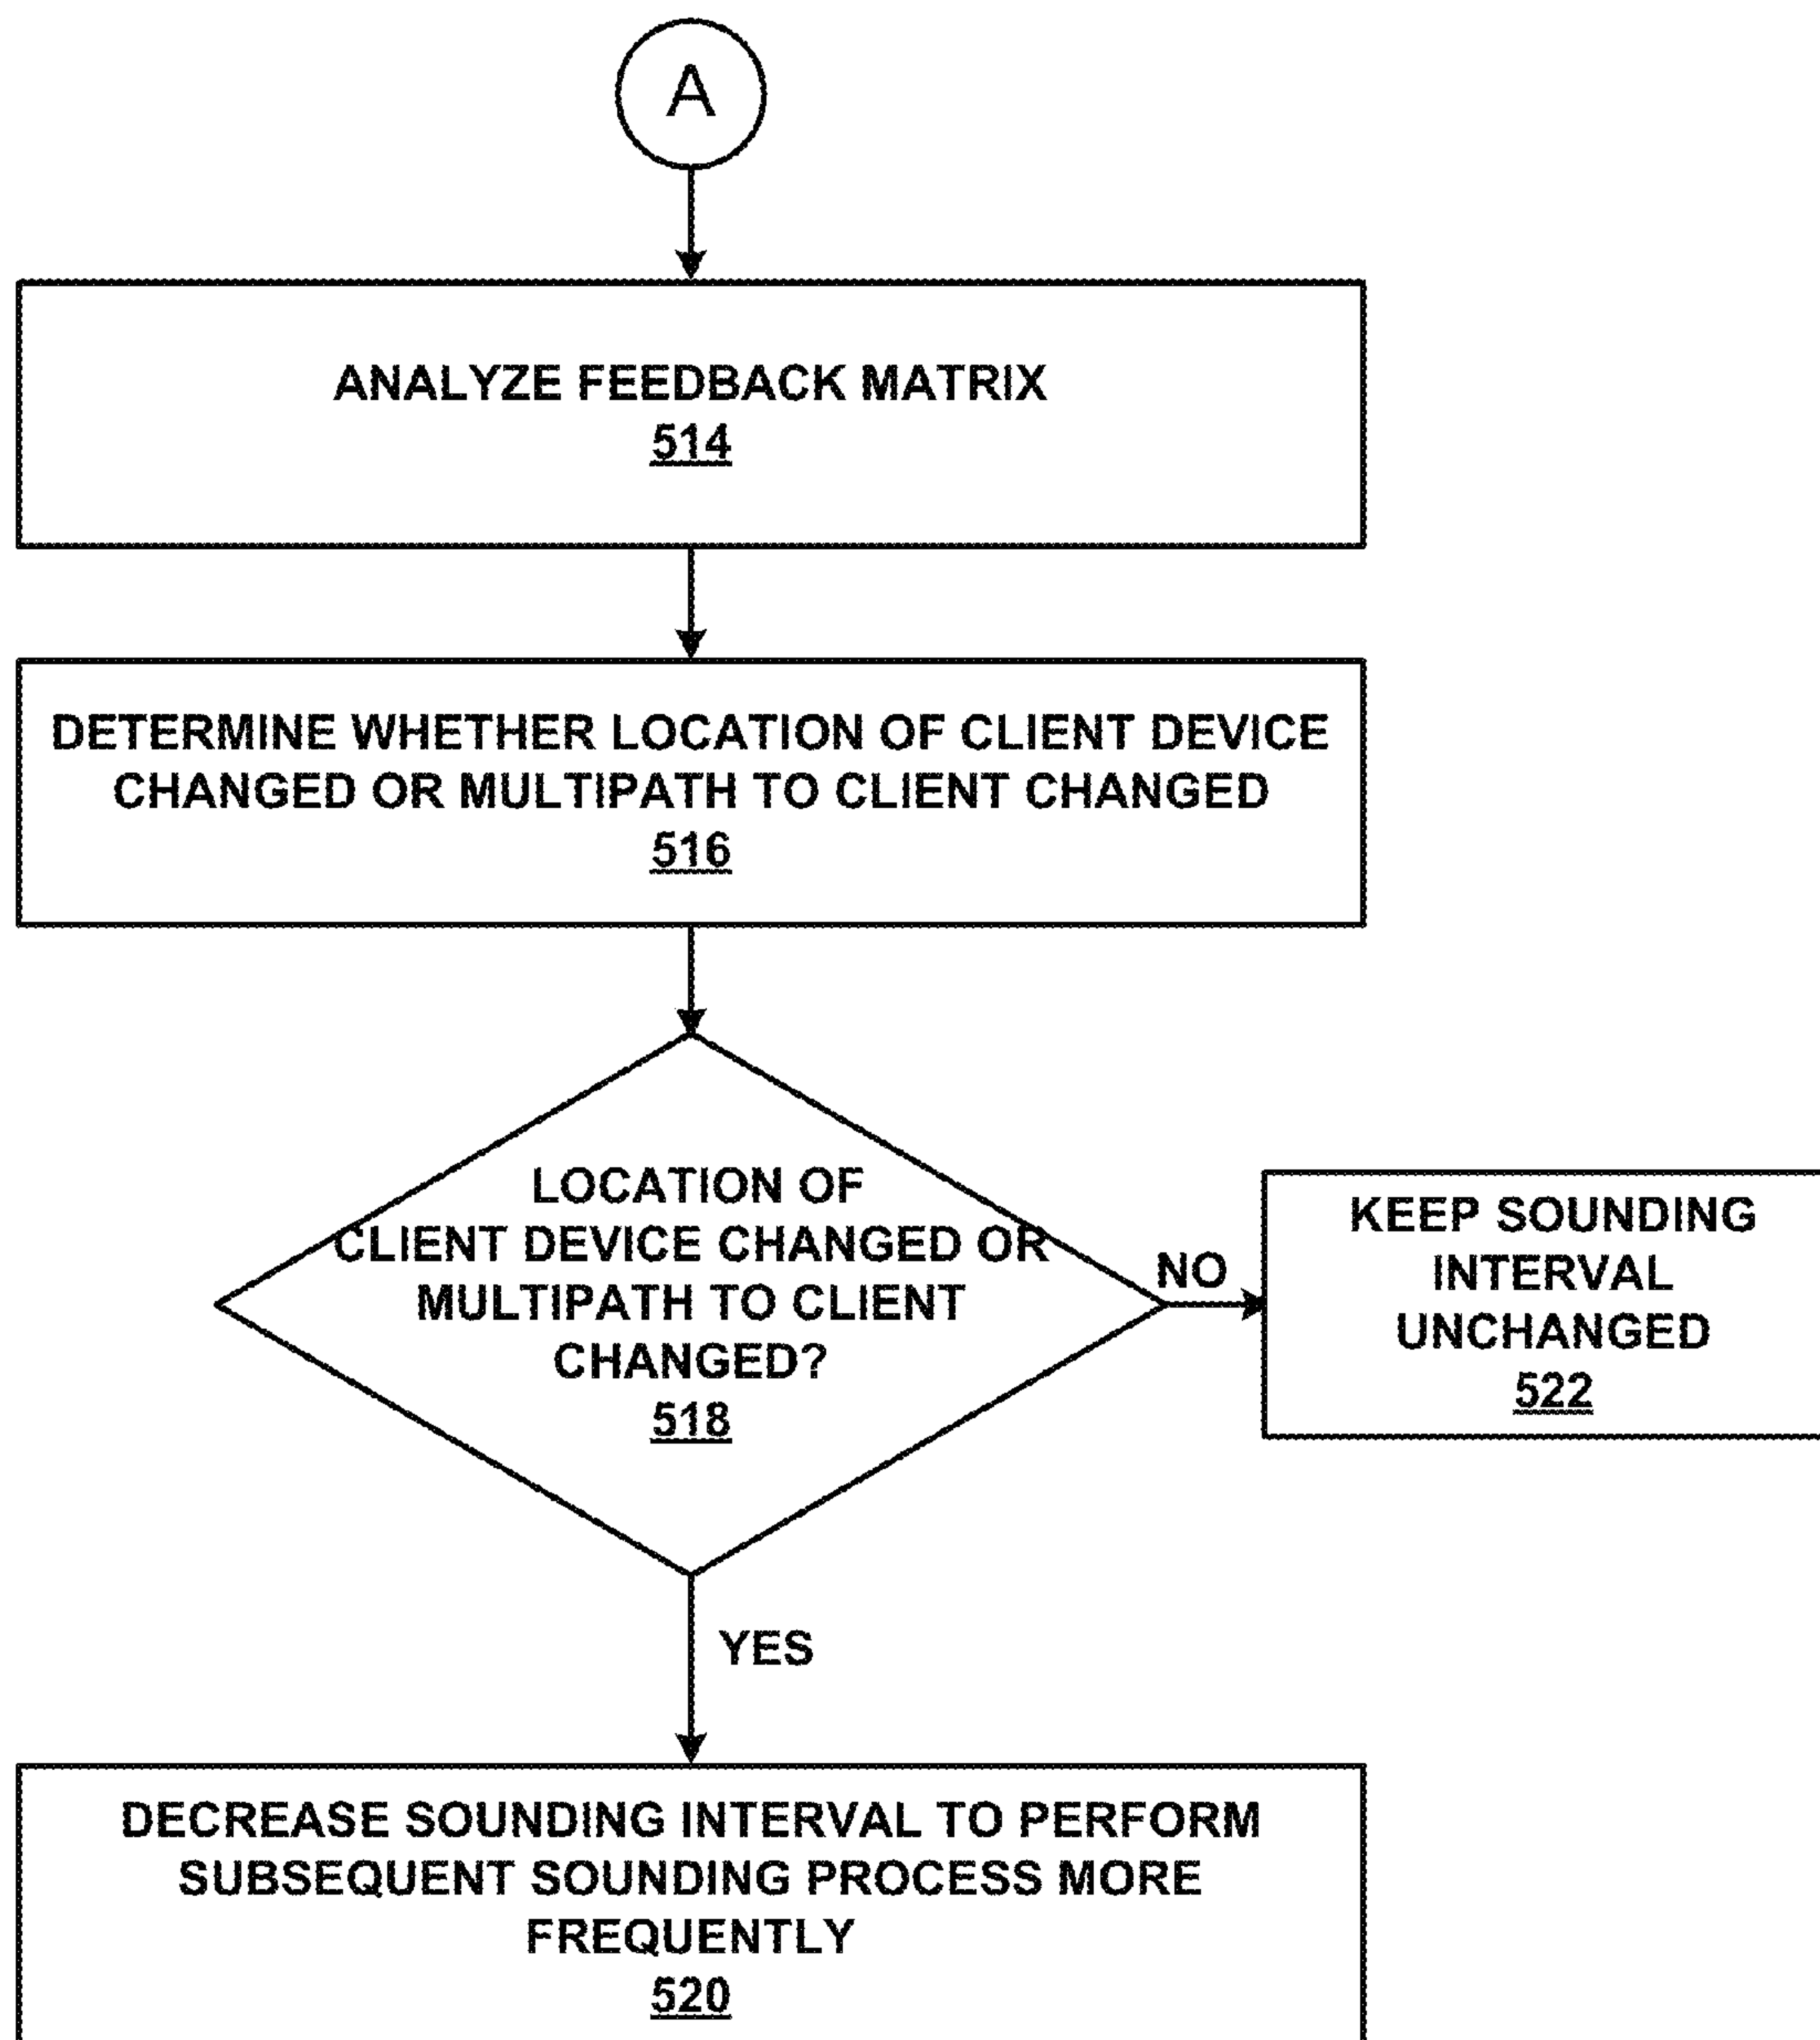 A
ANALYZE FEEDBACK MATRIX
514
DETERMINE WHETHER LOCATION OF CLIENT DEVICE
CHANGED OR MULTIPATH TO CLIENT CHANGED
516
LOCATION OF
CLIENT DEVICE CHANGED OR
MULTIPATH TO CLIENT
CHANGED?
518
NO
KEEP SOUNDING
INTERVAL
UNCHANGED
522
YES
DECREASE SOUNDING INTERVAL TO PERFORM
SUBSEQUENT SOUNDING PROCESS MORE
FREQUENTLY
520